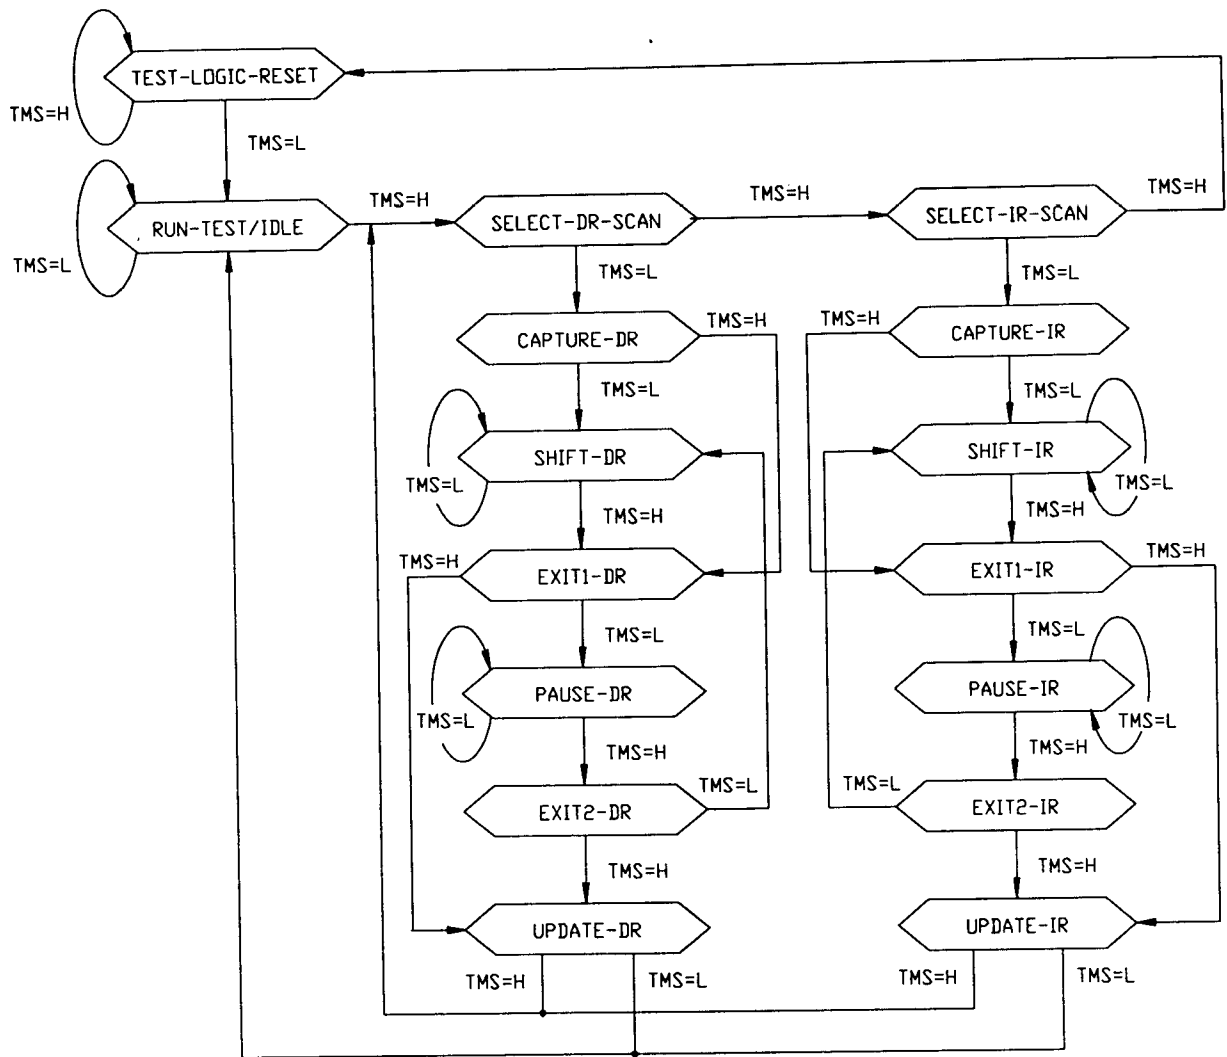 TEST-LOGIC-RESET
TMS=H
TMS=L
TMS=H
TMS=H
TMS=H
RUN-TEST/IDLE
SELECT-DR-SCAN
SELECT-IR-SCAN
TMS=L
TMS=L
TMS=L
TMS=H
TMS=H
CAPTURE-DR
CAPTURE-IR
TMS=L
TMS=L
SHIFT-DR
SHIFT-IR
TMS=L
TMS=L
TMS=H
TMS=H
TMS=H
TMS=H
EXIT1-DR
EXIT1-IR
TMS=L
TMS=L
PAUSE-DR
PAUSE-IR
TMS=L
TMS=L
TMS=H
TMS=H
TMS=L
TMS=L
EXIT2-DR
EXIT2-IR
TMS=H
TMS=H
UPDATE-DR
UPDATE-IR
TMS=H
TMS=L
TMS=H
TMS=L